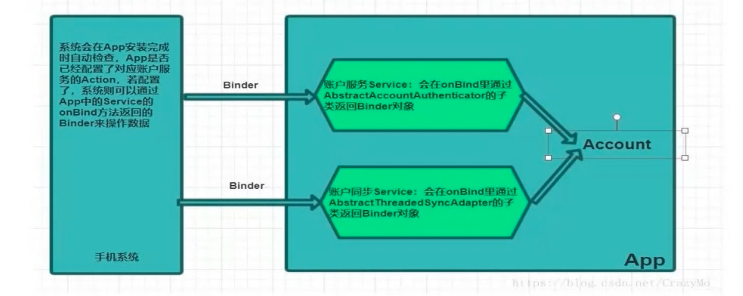 系统会在App安装完成
时自动检查，App是否
已经配置了对应账户服
务的Action，若配置
了，系统则可以通过
App中的Service的
onBind方法返回的
Binder来操作数据
手机系统
Binder
账户服务Service：会在onBind里通过
AbstractAccountAuthenticator的子
类返回Binder对象
Binder
账户同步Service：会在onBind里通过
AbstractThreadedSyncAdapter的子
类返回Binder对象
Account
App
https://blog.csdn.net/CrazyMo_